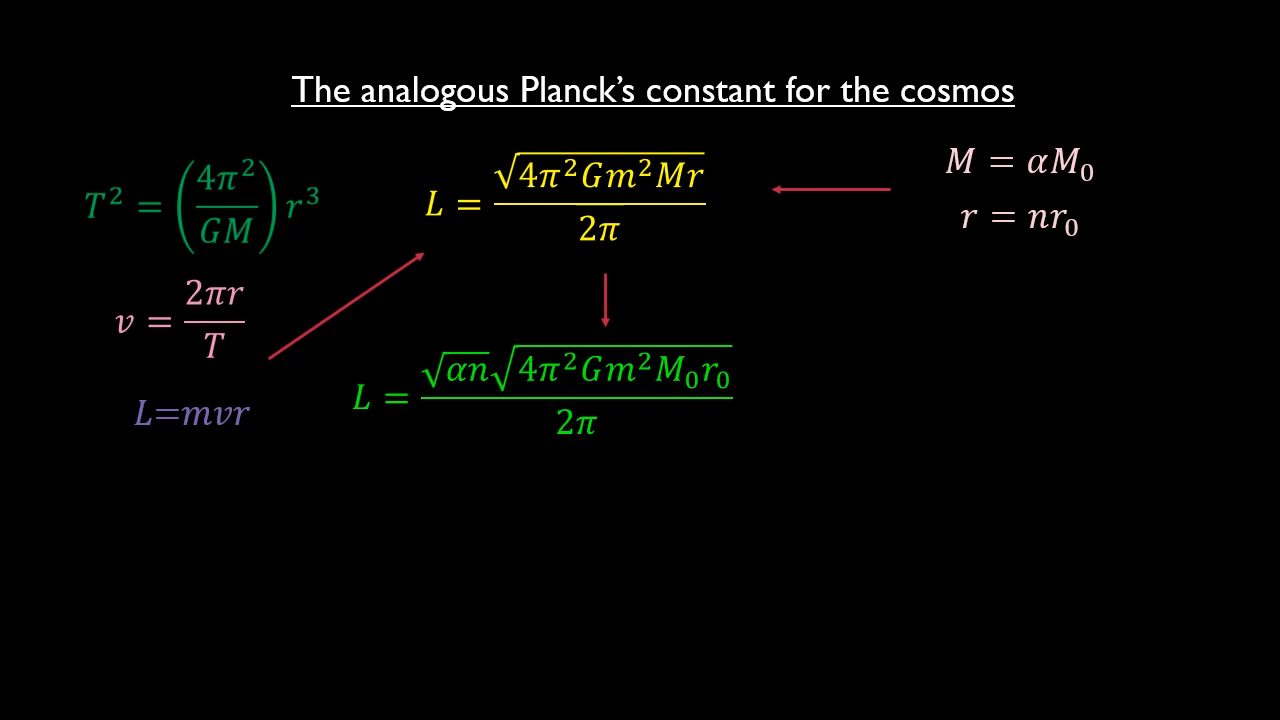 The analogous Planck’s constant for the cosmos
T² = (4π²/GM) r³
v = 2πr/T
L=mvr
L = √(4π²Gm²Mr)/2π
M = αM₀
r = nr₀
L = √(αn)√(4π²Gm²M₀r₀)/2π